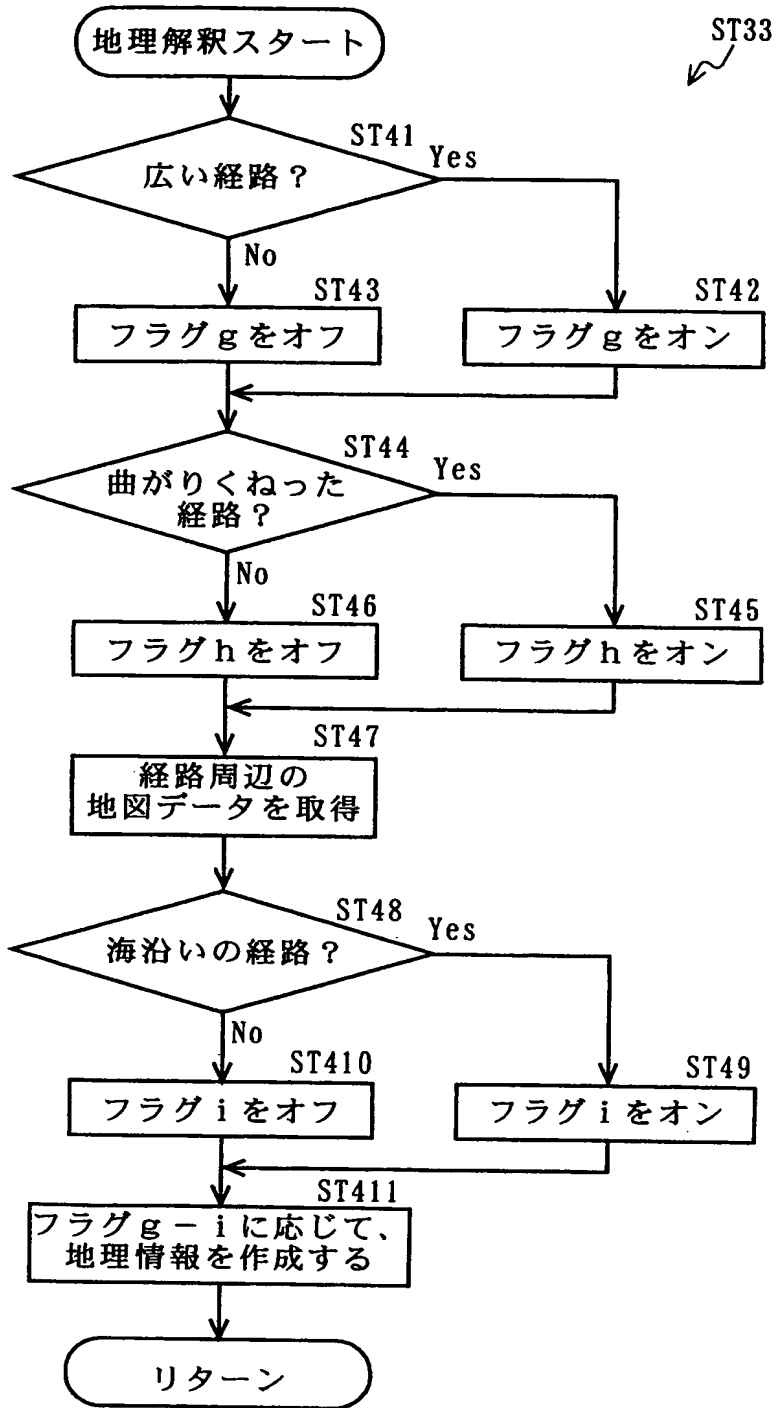 地理解釈スタート
ST33
ST41
広い経路？
Yes
No
ST43
フラグｇをオフ
ST42
フラグｇをオン
ST44
曲がりくねった
経路？
Yes
No
ST46
フラグｈをオフ
ST45
フラグｈをオン
ST47
経路周辺の
地図データを取得
ST48
海沿いの経路？
Yes
No
ST410
フラグｉをオフ
ST49
フラグｉをオン
ST411
フラグｇ－ｉに応じて、
地理情報を作成する
リターン